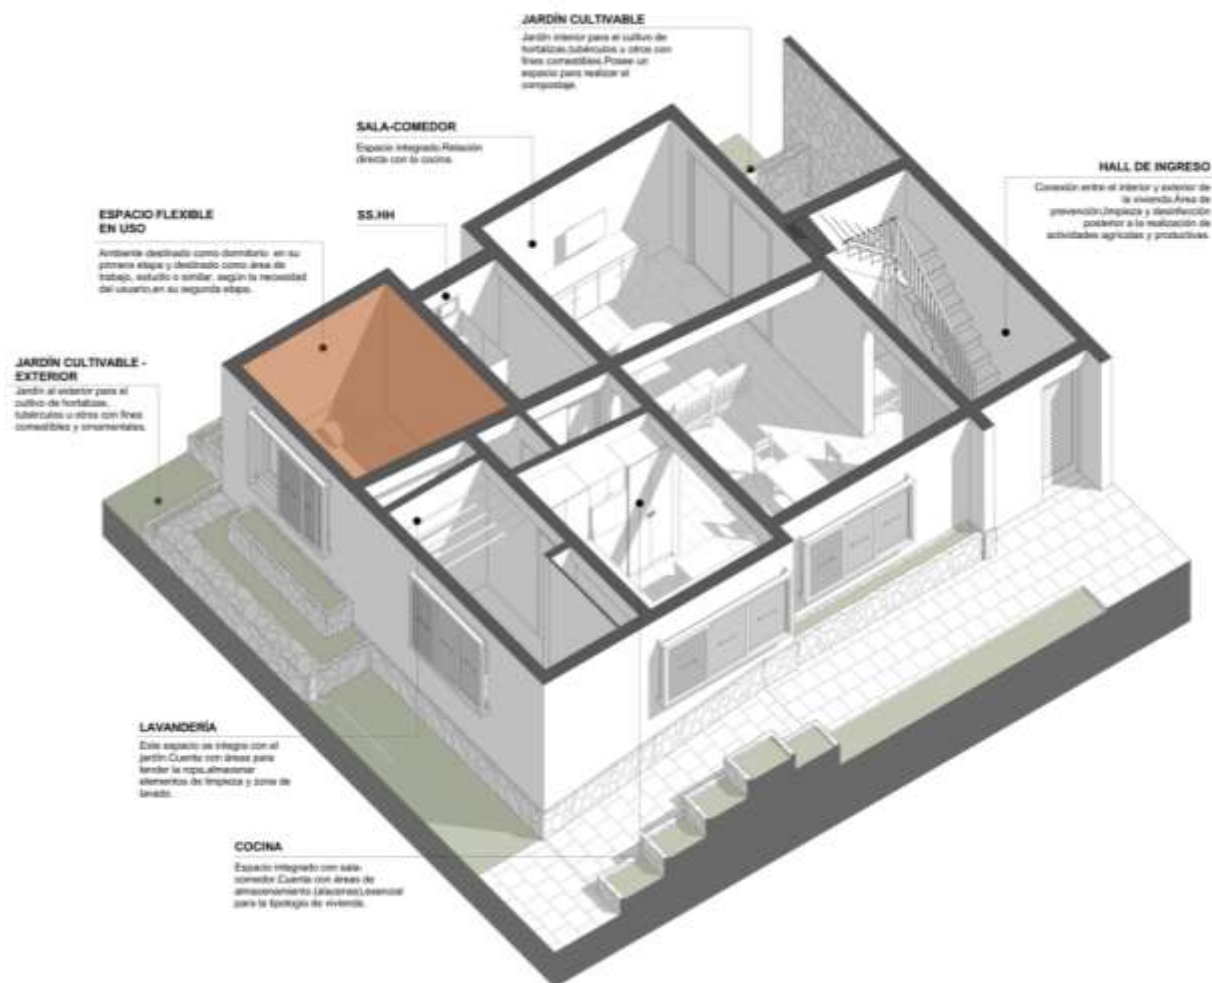 JARDÍN CULTIVABLE
Jardín interior para el cultivo de
hortalizas,tubérculos u otros con
fines comestibles.Posee un
espacio para realizar el
compostaje.
SALA-COMEDOR
Espacio integrado.Relación
directa con la cocina.
HALL DE INGRESO
Conexión entre el interior y exterior de
la vivienda.Área de
prevención,limpieza y desinfección
posterior a la realización de
actividades agrícolas y productivas.
ESPACIO FLEXIBLE
EN USO
Ambiente destinado como dormitorio en su
primera etapa y destinado como área de
trabajo, estudio o similar, según la necesidad
del usuario,en su segunda etapa.
SS.HH
JARDÍN CULTIVABLE -
EXTERIOR
Jardín al exterior para el
cultivo de hortalizas,
tubérculos u otros con fines
comestibles y ornamentales.
LAVANDERÍA
Este espacio se integra con el
jardín.Cuenta con áreas para
tender la ropa,almacenar
elementos de limpieza y zona de
lavado.
COCINA
Espacio integrado con sala-
comedor.Cuenta con áreas de
almacenamiento (alacenas),esencial
para la tipología de vivienda.